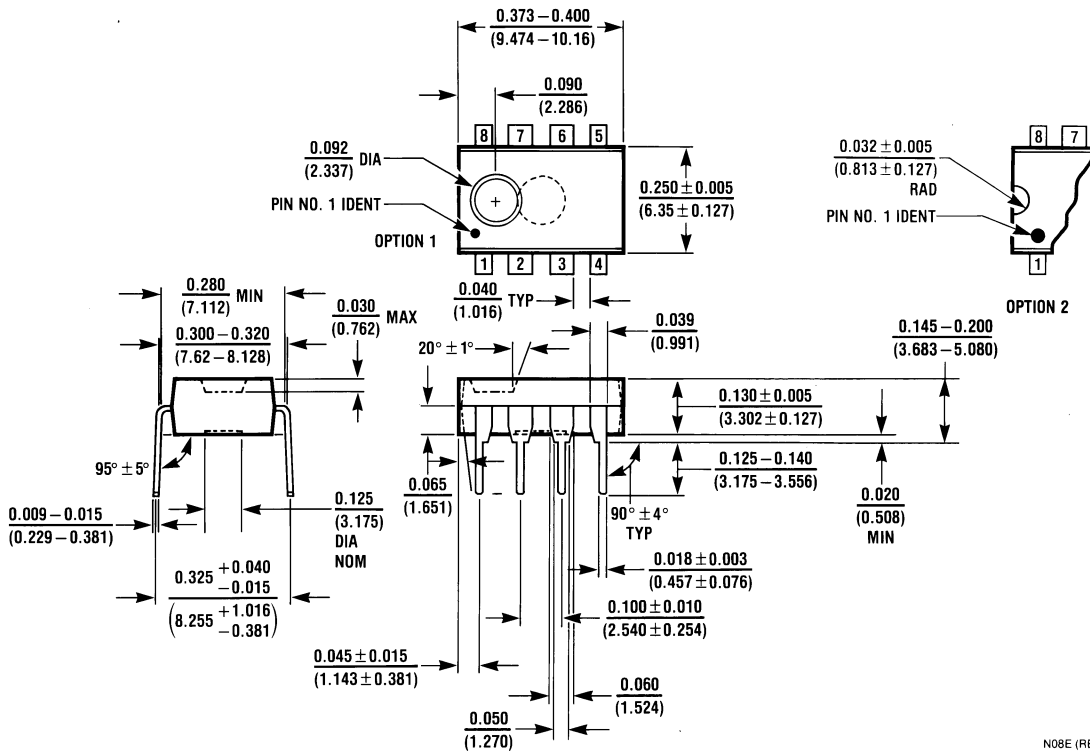 0.373 – 0.400
(9.474 – 10.16)
0.090
(2.286)
8 7 6 5
0.092 DIA
(2.337)
PIN NO. 1 IDENT
OPTION 1
+
1 2 3 4
0.250 ± 0.005
(6.35 ± 0.127)
0.032 ± 0.005
(0.813 ± 0.127)
RAD
PIN NO. 1 IDENT
8 7
1
OPTION 2
0.280 MIN
(7.112)
0.300 – 0.320
(7.62 – 8.128)
0.030 MAX
(0.762)
0.040 TYP
(1.016)
0.039
(0.991)
0.145 – 0.200
(3.683 – 5.080)
20° ± 1°
0.130 ± 0.005
(3.302 ± 0.127)
95° ± 5°
0.065
(1.651)
0.125 – 0.140
(3.175 – 3.556)
0.020
(0.508)
MIN
90° ± 4°
TYP
0.009 – 0.015
(0.229 – 0.381)
0.125
(3.175)
DIA
NOM
0.018 ± 0.003
(0.457 ± 0.076)
0.325 +0.040 −0.015
(8.255 +1.016 −0.381)
0.100 ± 0.010
(2.540 ± 0.254)
0.045 ± 0.015
(1.143 ± 0.381)
0.060
(1.524)
0.050
(1.270)
N08E